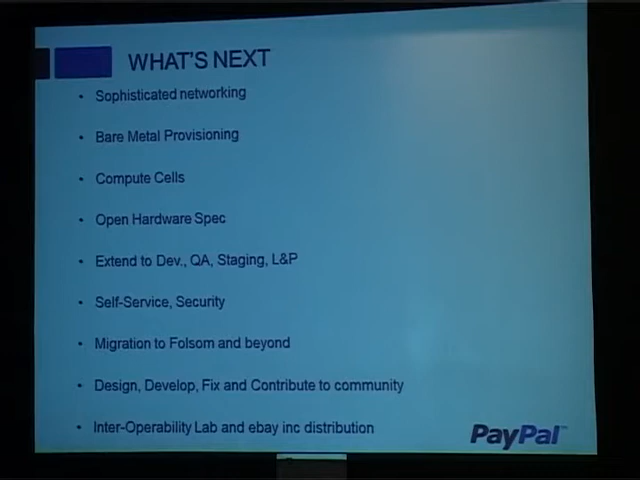 WHAT'S NEXT
• Sophisticated networking
• Bare Metal Provisioning
• Compute Cells
• Open Hardware Spec
• Extend to Dev., QA, Staging, L&P
• Self-Service, Security
• Migration to Folsom and beyond
• Design, Develop, Fix and Contribute to community
• Inter-Operability Lab and ebay inc distribution
PayPal™